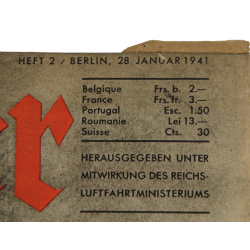 HEFT 2 / BERLIN, 28 JANUAR 1941
Belgique Frs. b. 2.—
France Frs. fr. 3.—
Portugal Esc. 1.50
Roumanie Lei 13.—
Suisse Cts. 30
er
HERAUSGEGEBEN UNTER
MITWIRKUNG DES REICHS-
LUFTFAHRTMINISTERIUMS